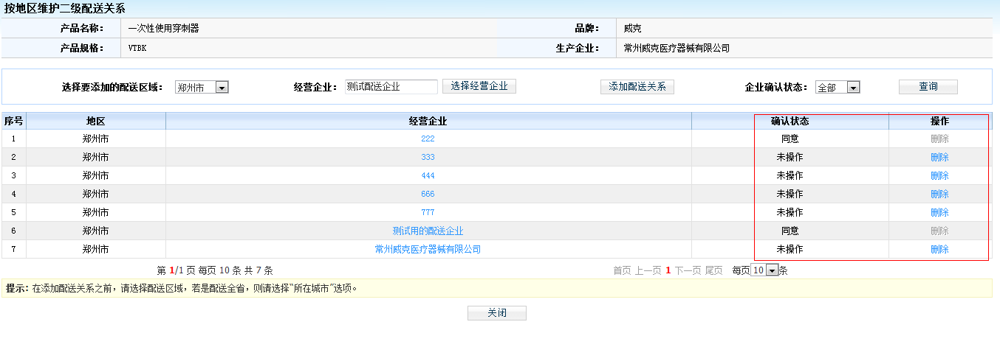 按地区维护二级配送关系
产品名称： 一次性使用穿刺器 品牌： 威克
产品规格： VTBK 生产企业： 常州威克医疗器械有限公司
选择要添加的配送区域： 郑州市 经营企业： 测试配送企业 选择经营企业 添加配送关系 企业确认状态： 全部 查询
序号 地区 经营企业 确认状态 操作
1 郑州市 222 同意 删除
2 郑州市 333 未操作 删除
3 郑州市 444 未操作 删除
4 郑州市 666 未操作 删除
5 郑州市 777 未操作 删除
6 郑州市 测试用的配送企业 同意 删除
7 郑州市 常州威克医疗器械有限公司 未操作 删除
第 1/1 页 每页 10 条 共 7 条 首页 上一页 1 下一页 尾页 每页 10 条
提示：在添加配送关系之前，请选择配送区域，若是配送全省，则请选择“所在城市”选项。
关闭